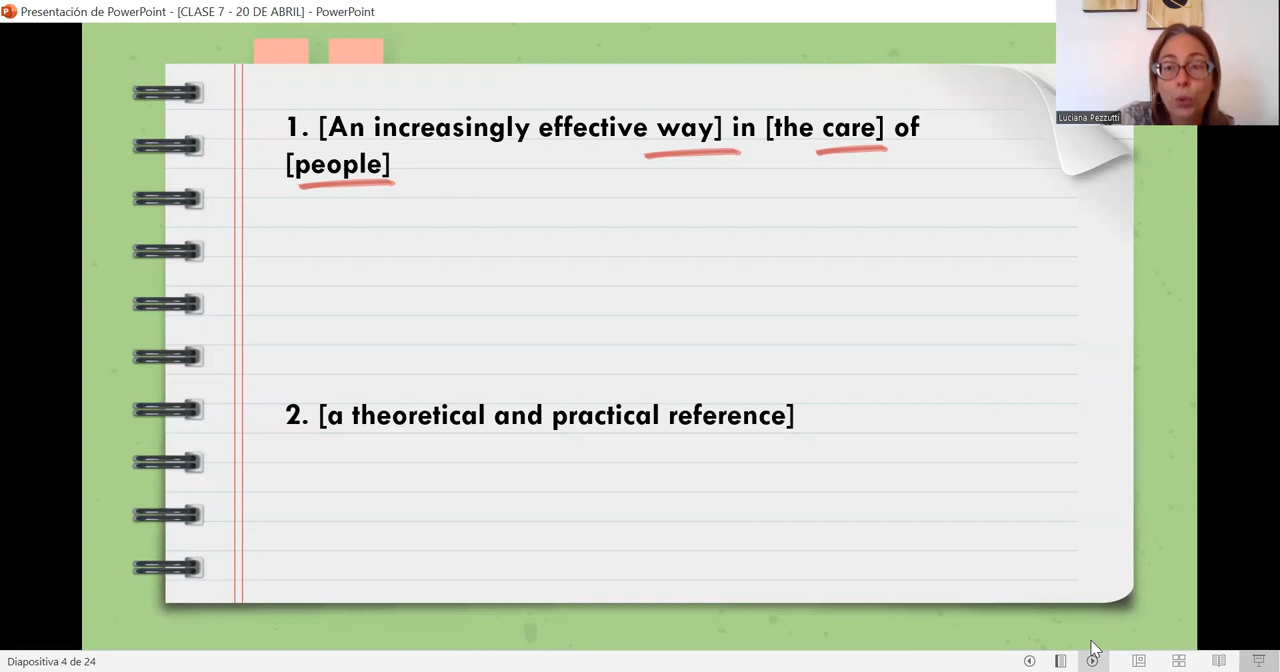 Presentación de PowerPoint - [CLASE 7 - 20 DE ABRIL] - PowerPoint
Luciana Pezzutti
1. [An increasingly effective way] in [the care] of
[people]
2. [a theoretical and practical reference]
Diapositiva 4 de 24